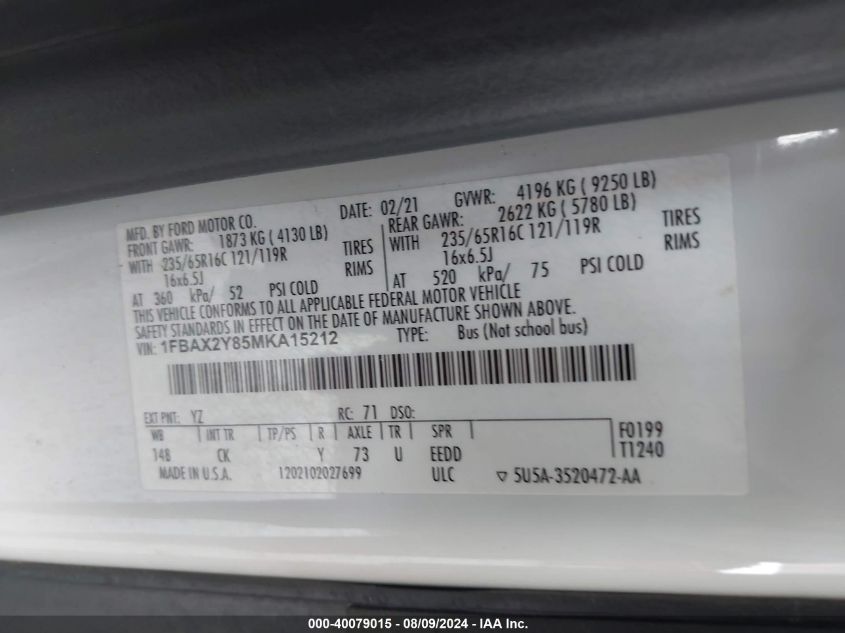 MFD. BY FORD MOTOR CO. DATE: 02/21 GVWR: 4196 KG ( 9250 LB)
FRONT GAWR: 1873 KG ( 4130 LB) REAR GAWR: 2622 KG ( 5780 LB)
WITH 235/65R16C 121/119R TIRES WITH 235/65R16C 121/119R TIRES
16x6.5J RIMS 16x6.5J RIMS
AT 360 kPa/ 52 PSI COLD AT 520 kPa/ 75 PSI COLD
THIS VEHICLE CONFORMS TO ALL APPLICABLE FEDERAL MOTOR VEHICLE
SAFETY STANDARDS IN EFFECT ON THE DATE OF MANUFACTURE SHOWN ABOVE.
VIN: 1FBAX2Y85MKA15212 TYPE: Bus (Not school bus)
EXT PNT: YZ RC: 71 DSO:
WB INT TR TP/PS R AXLE TR SPR F0199
148 CK Y 73 U EEDD T1240
MADE IN U.S.A. 1202102027699 ULC ▽ 5U5A-3520472-AA
000-40079015 - 08/09/2024 - IAA Inc.